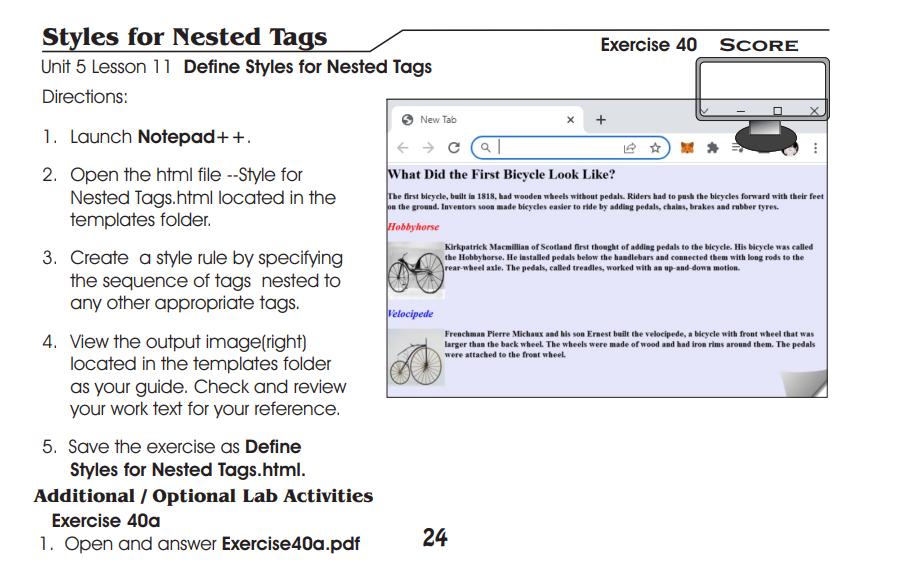 Styles for Nested Tags
Exercise 40 SCORE
Unit 5 Lesson 11 Define Styles for Nested Tags
Directions:
1. Launch Notepad++.
2. Open the html file --Style for
Nested Tags.html located in the
templates folder.
3. Create a style rule by specifying
the sequence of tags nested to
any other appropriate tags.
4. View the output image(right)
located in the templates folder
as your guide. Check and review
your work text for your reference.
5. Save the exercise as Define
Styles for Nested Tags.html.
New Tab
What Did the First Bicycle Look Like?
The first bicycle, built in 1818, had wooden wheels without pedals. Riders had to push the bicycles forward with their feet
on the ground. Inventors soon made bicycles easier to ride by adding pedals, chains, brakes and rubber tyres.
Hobbyhorse
Kirkpatrick Macmillian of Scotland first thought of adding pedals to the bicycle. His bicycle was called
the Hobbyhorse. He installed pedals below the handlebars and connected them with long rods to the
rear-wheel axle. The pedals, called treadles, worked with an up-and-down motion.
Velocipede
Frenchman Pierre Michaux and his son Ernest built the velocipede, a bicycle with front wheel that was
larger than the back wheel. The wheels were made of wood and had iron rims around them. The pedals
were attached to the front wheel.
Additional / Optional Lab Activities
Exercise 40a
1. Open and answer Exercise40a.pdf
24